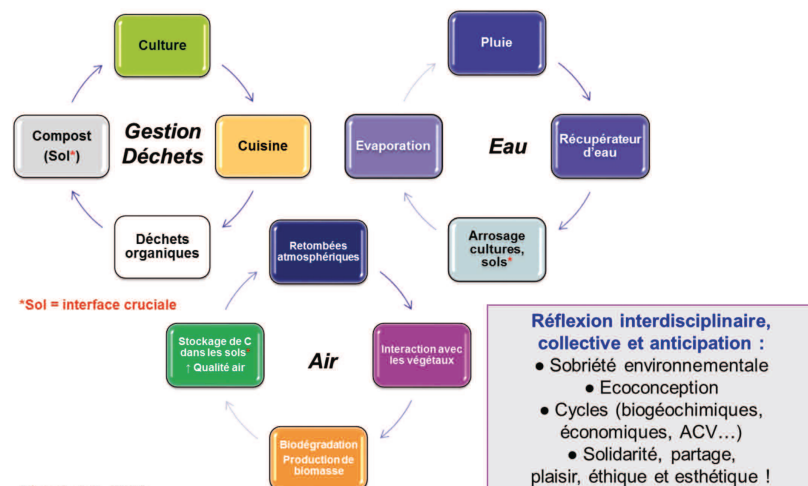 Culture
Compost
(Sol*)
Gestion
Déchets
Cuisine
Déchets
organiques
*Sol = interface cruciale
Pluie
Evaporation
Eau
Récupérateur
d'eau
Arrosage
cultures,
sols*
Retombées
atmosphériques
Stockage de C
dans les sols
↑ Qualité air
Air
Interaction avec
les végétaux
Biodégradation
Production de
biomasse
Réflexion interdisciplinaire,
collective et anticipation :
● Sobriété environnementale
● Ecoconception
● Cycles (biogéochimiques,
économiques, ACV...)
● Solidarité, partage,
plaisir, éthique et esthétique !